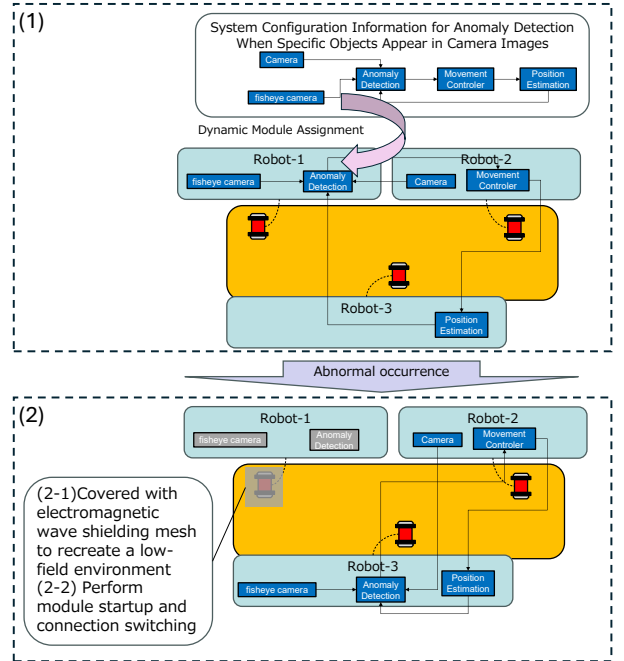 (1)
System Configuration Information for Anomaly Detection
When Specific Objects Appear in Camera Images
Camera
fisheye camera
Anomaly
Detection
Movement
Controler
Position
Estimation
Dynamic Module Assignment
Robot-1
fisheye camera
Anomaly
Detection
Robot-2
Camera
Movement
Controler
Robot-3
Position
Estimation
Abnormal occurrence
(2)
Robot-1
fisheye camera
Anomaly
Detection
Robot-2
Camera
Movement
Controler
(2-1)Covered with
electromagnetic
wave shielding mesh
to recreate a low-
field environment
(2-2) Perform
module startup and
connection switching
Robot-3
fisheye camera
Anomaly
Detection
Position
Estimation